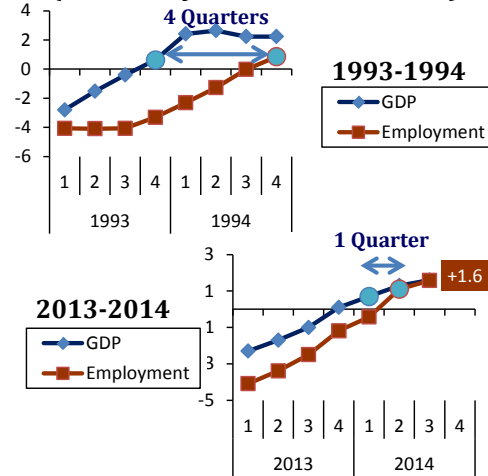 4 Quarters
4
2
0
-2
-4
-6
1 2 3 4 1 2 3 4
1993 1994
1993-1994
GDP
Employment
1 Quarter
3
1
1
3
-5
+1.6
1 2 3 4 1 2 3 4
2013 2014
2013-2014
GDP
Employment